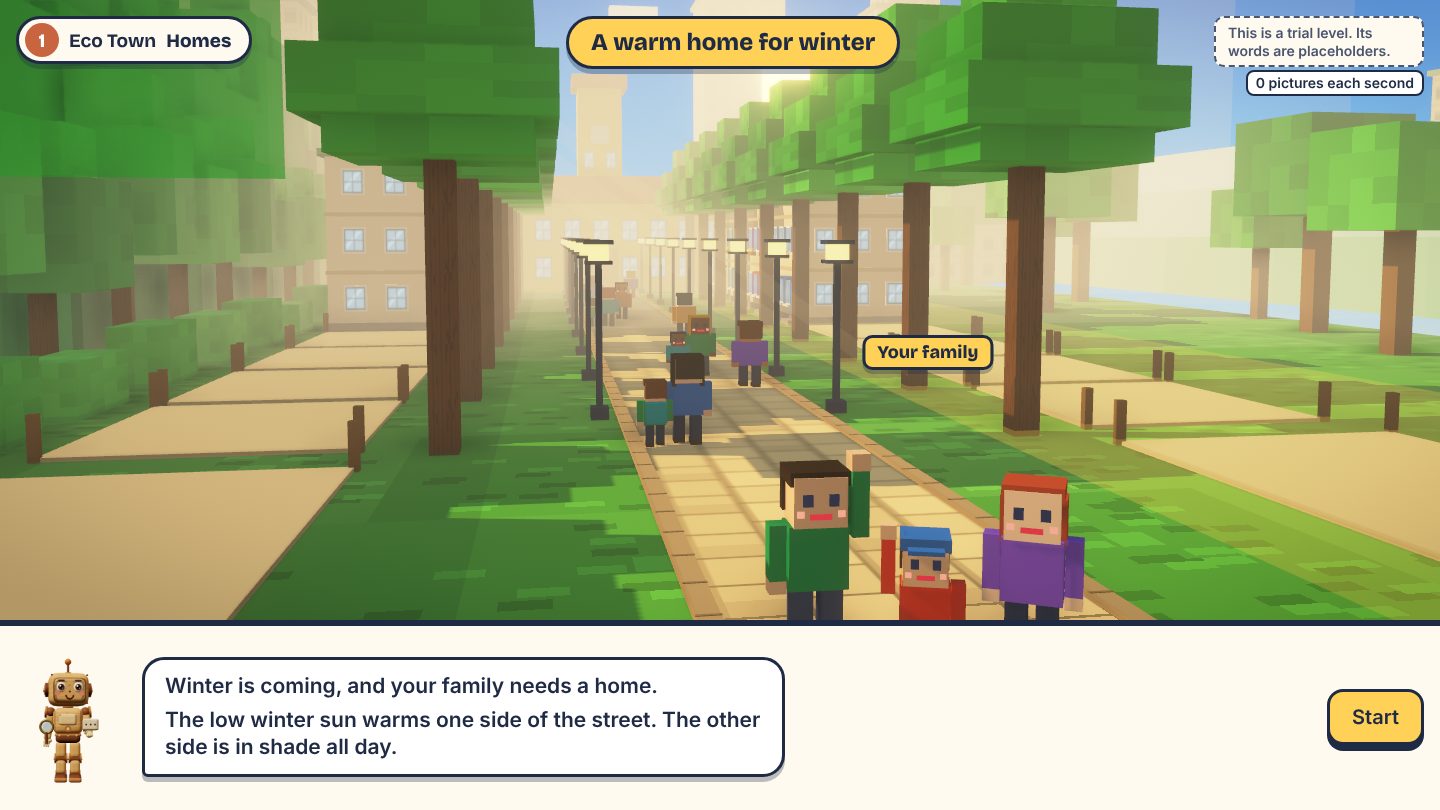 1 Eco Town Homes
A warm home for winter
This is a trial level. Its
words are placeholders.
0 pictures each second
Your family
Winter is coming, and your family needs a home.
The low winter sun warms one side of the street. The other
side is in shade all day.
Start